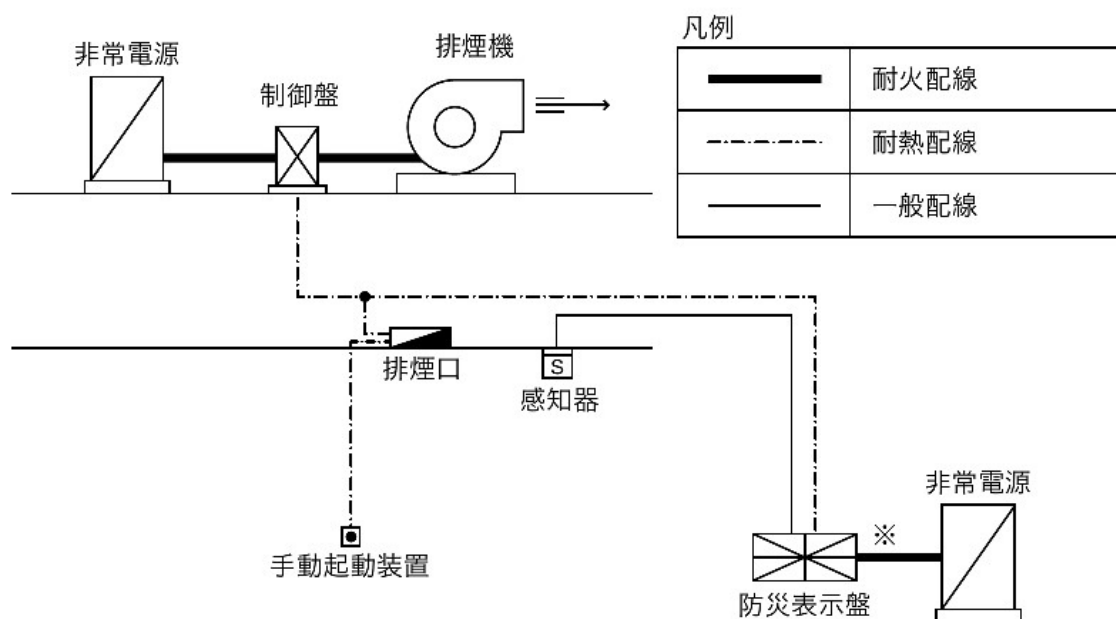 非常電源
制御盤
排煙機
凡例
耐火配線
耐熱配線
一般配線
排煙口
S
感知器
手動起動装置
※
非常電源
防災表示盤